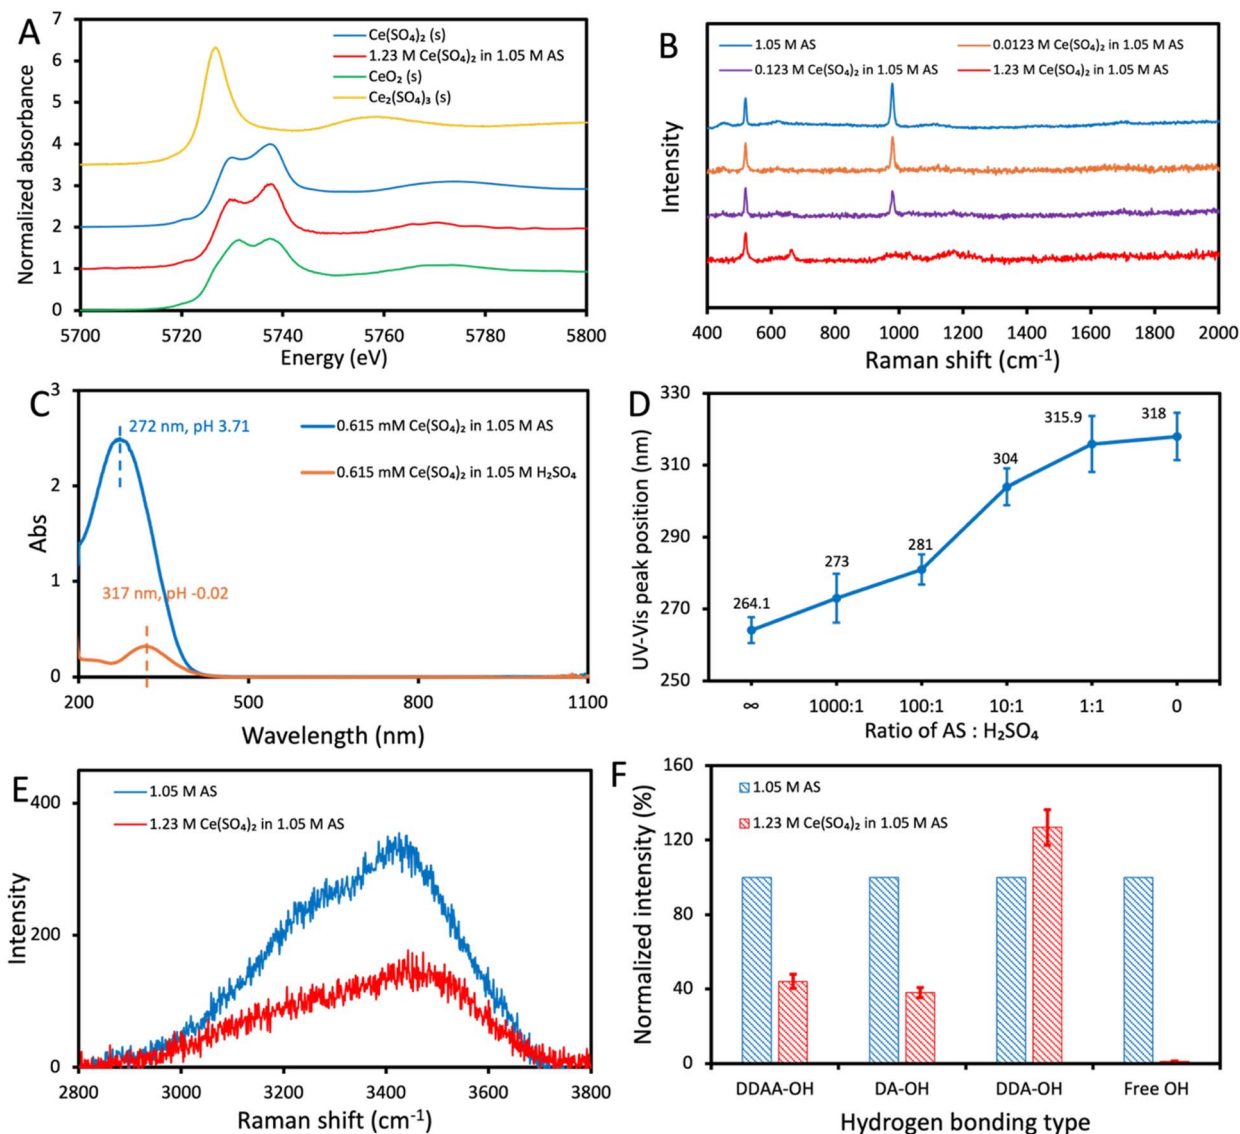 A
7
6
5
4
3
2
1
0
Normalized absorbance
Ce(SO₄)₂ (s)
1.23 M Ce(SO₄)₂ in 1.05 M AS
CeO₂ (s)
Ce₂(SO₄)₃ (s)
5700 5720 5740 5760 5780 5800
Energy (eV)
B
1.05 M AS
0.0123 M Ce(SO₄)₂ in 1.05 M AS
0.123 M Ce(SO₄)₂ in 1.05 M AS
1.23 M Ce(SO₄)₂ in 1.05 M AS
Intensity
400 600 800 1000 1200 1400 1600 1800 2000
Raman shift (cm⁻¹)
C
3
2
1
0
Abs
272 nm, pH 3.71
317 nm, pH -0.02
0.615 mM Ce(SO₄)₂ in 1.05 M AS
0.615 mM Ce(SO₄)₂ in 1.05 M H₂SO₄
200 500 800 1100
Wavelength (nm)
D
330
310
290
270
250
UV-Vis peak position (nm)
264.1
273
281
304
315.9
318
∞ 1000:1 100:1 10:1 1:1 0
Ratio of AS : H₂SO₄
E
400
200
0
Intensity
1.05 M AS
1.23 M Ce(SO₄)₂ in 1.05 M AS
2800 3000 3200 3400 3600 3800
Raman shift (cm⁻¹)
F
160
120
80
40
0
Normalized intensity (%)
1.05 M AS
1.23 M Ce(SO₄)₂ in 1.05 M AS
DDAA-OH DA-OH DDA-OH Free OH
Hydrogen bonding type